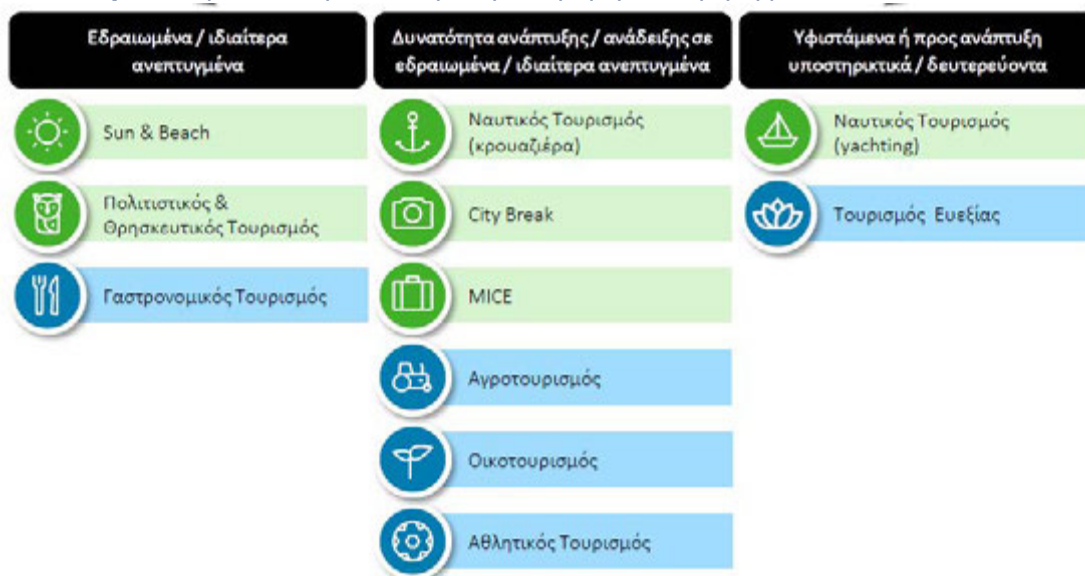 Εδραιωμένα / ιδιαίτερα
ανεπτυγμένα
Sun & Beach
Πολιτιστικός &
Θρησκευτικός Τουρισμός
Γαστρονομικός Τουρισμός
Δυνατότητα ανάπτυξης / ανάδειξης σε
εδραιωμένα / ιδιαίτερα ανεπτυγμένα
Ναυτικός Τουρισμός
(κρουαζιέρα)
City Break
MICE
Αγροτουρισμός
Οικοτουρισμός
Αθλητικός Τουρισμός
Υφιστάμενα ή προς ανάπτυξη
υποστηρικτικά / δευτερεύοντα
Ναυτικός Τουρισμός
(yachting)
Τουρισμός Ευεξίας